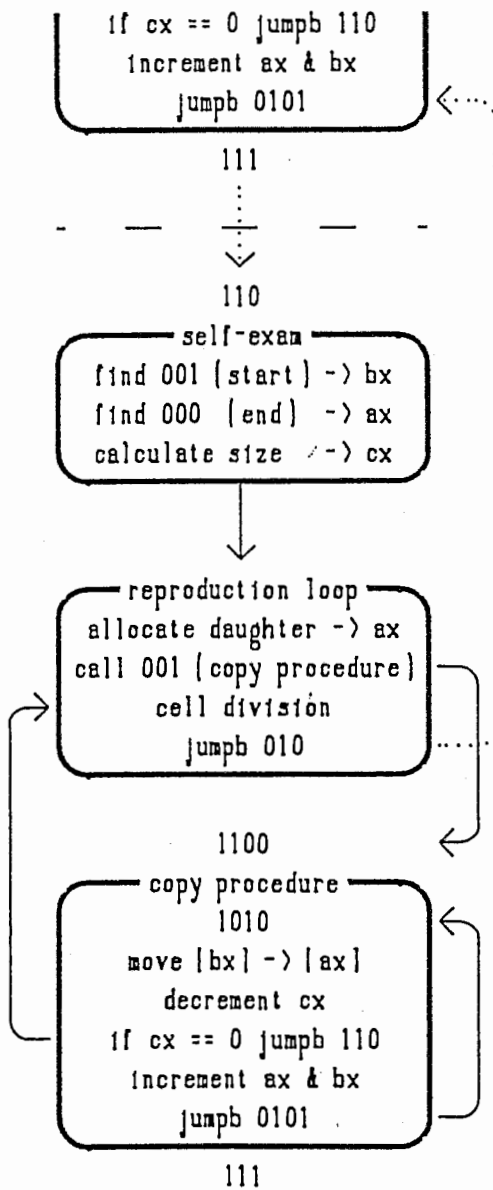 if cx == 0 jumpb 110
increment ax & bx
jumpb 0101
111
110
self-exam
find 001 [start] -> bx
find 000 [end] -> ax
calculate size -> cx
reproduction loop
allocate daughter -> ax
call 001 (copy procedure)
cell division
jumpb 010
1100
copy procedure
1010
move [bx] -> [ax]
decrement cx
if cx == 0 jumpb 110
increment ax & bx
jumpb 0101
111